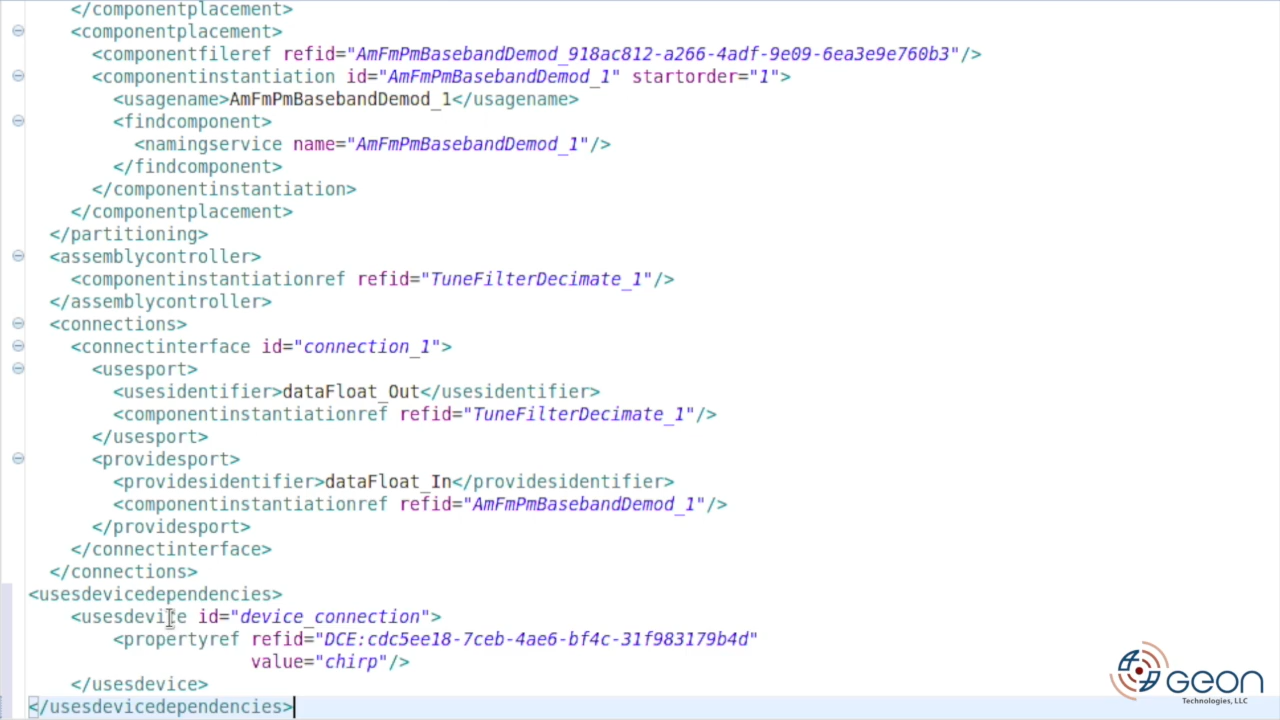 </componentplacement>
<componentplacement>
<componentfileref refid="AmFmPmBasebandDemod_918ac812-a266-4adf-9e09-6ea3e9e760b3"/>
<componentinstantiation id="AmFmPmBasebandDemod_1" startorder="1">
<usagename>AmFmPmBasebandDemod_1</usagename>
<findcomponent>
<namingservice name="AmFmPmBasebandDemod_1"/>
</findcomponent>
</componentinstantiation>
</componentplacement>
</partitioning>
<assemblycontroller>
<componentinstantiationref refid="TuneFilterDecimate_1"/>
</assemblycontroller>
<connections>
<connectinterface id="connection_1">
<usesport>
<usesidentifier>dataFloat_Out</usesidentifier>
<componentinstantiationref refid="TuneFilterDecimate_1"/>
</usesport>
<providesport>
<providesidentifier>dataFloat_In</providesidentifier>
<componentinstantiationref refid="AmFmPmBasebandDemod_1"/>
</providesport>
</connectinterface>
</connections>
<usesdevicedependencies>
<usesdevice id="device_connection">
<propertyref refid="DCE:cdc5ee18-7ceb-4ae6-bf4c-31f983179b4d"
value="chirp"/>
</usesdevice>
</usesdevicedependencies>
GEON
Technologies, LLC